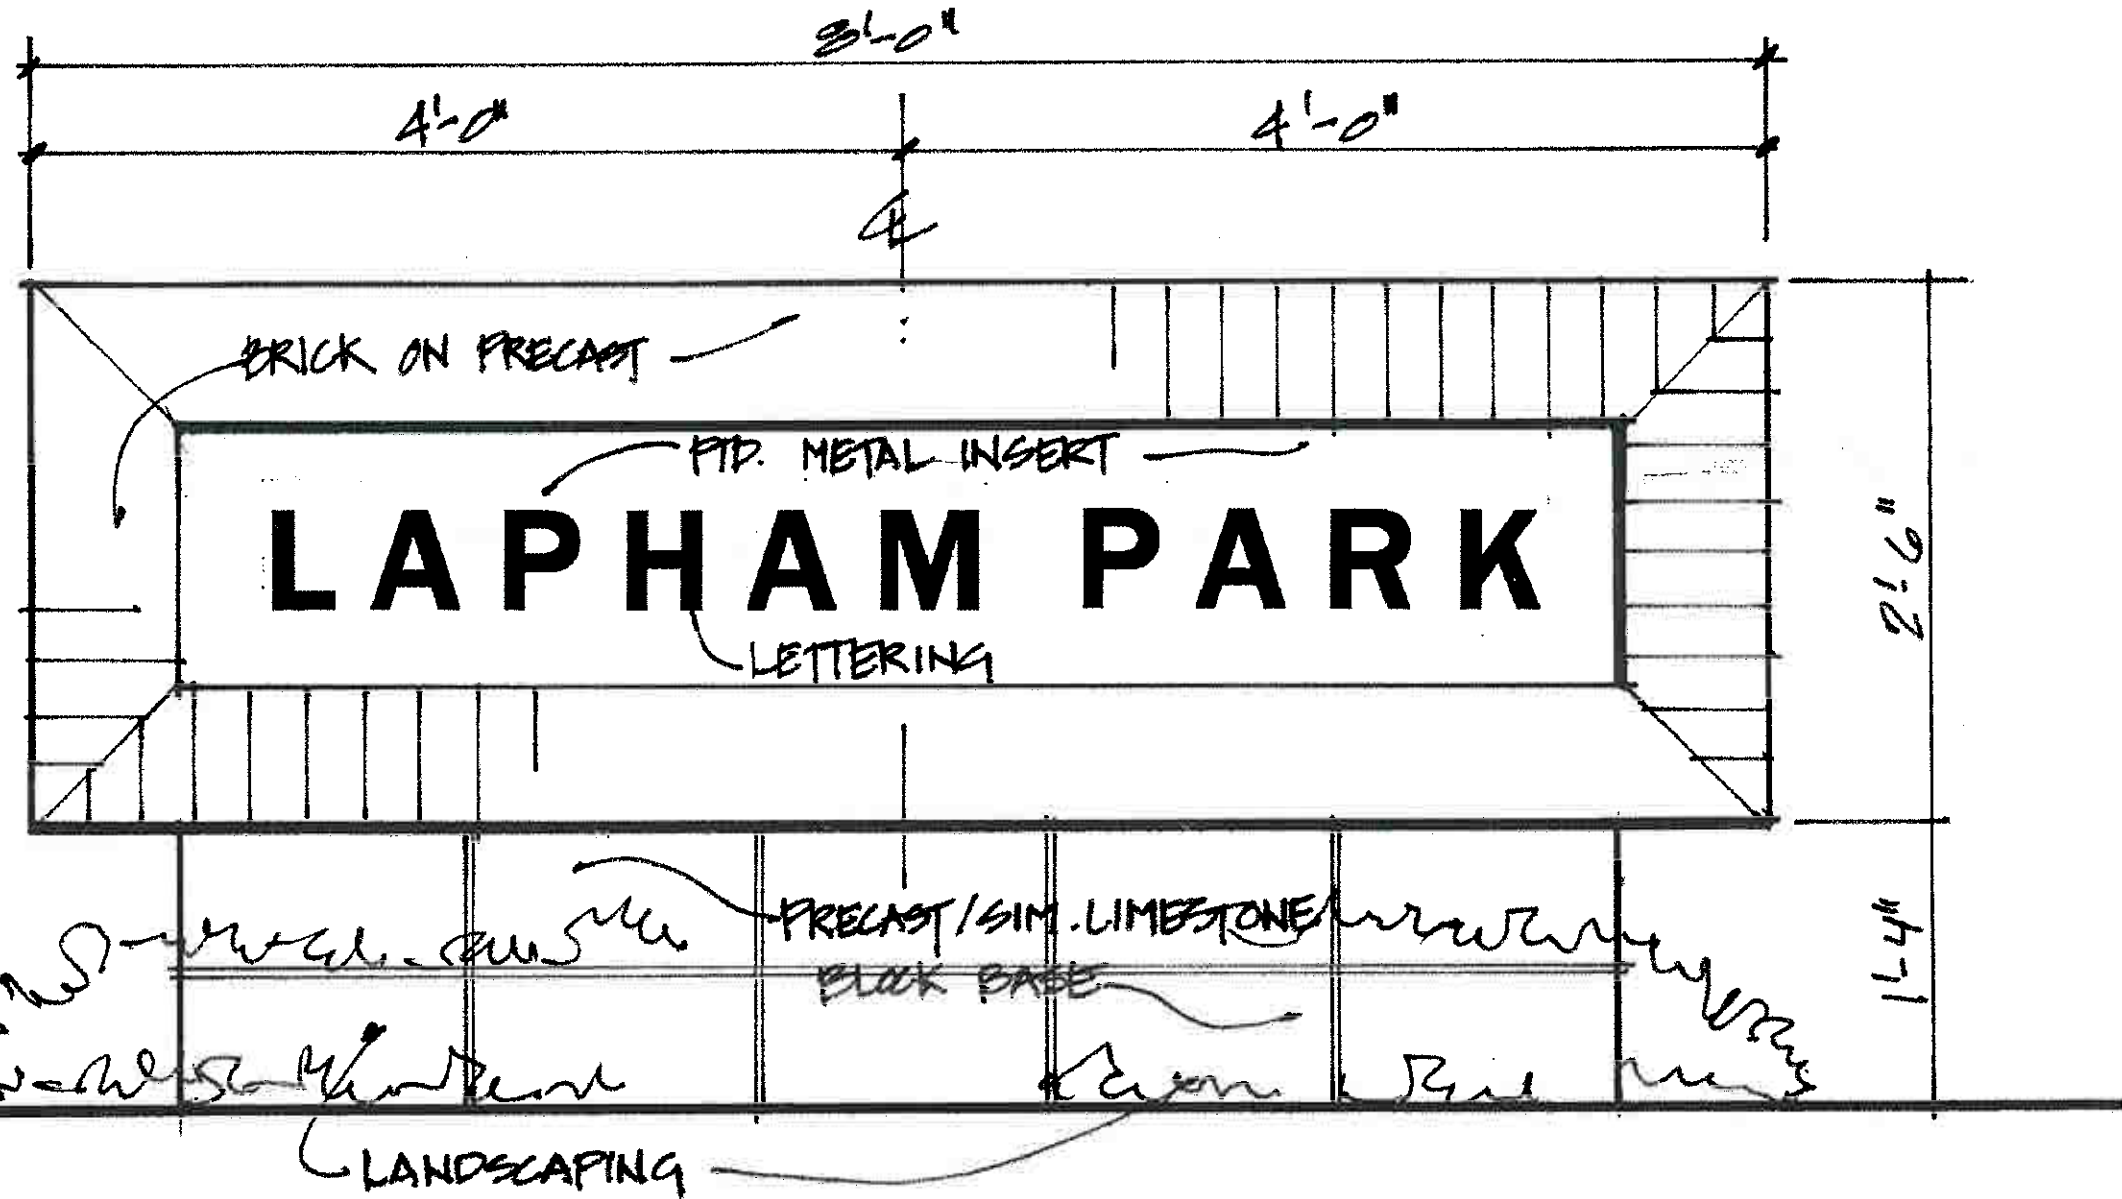 8'-0"
4'-0" 4'-0"
℄
BRICK ON PRECAST
PTD. METAL INSERT
LAPHAM PARK
LETTERING
2'-6"
PRECAST/SIM. LIMESTONE
BLOCK BASE
1'-4"
LANDSCAPING